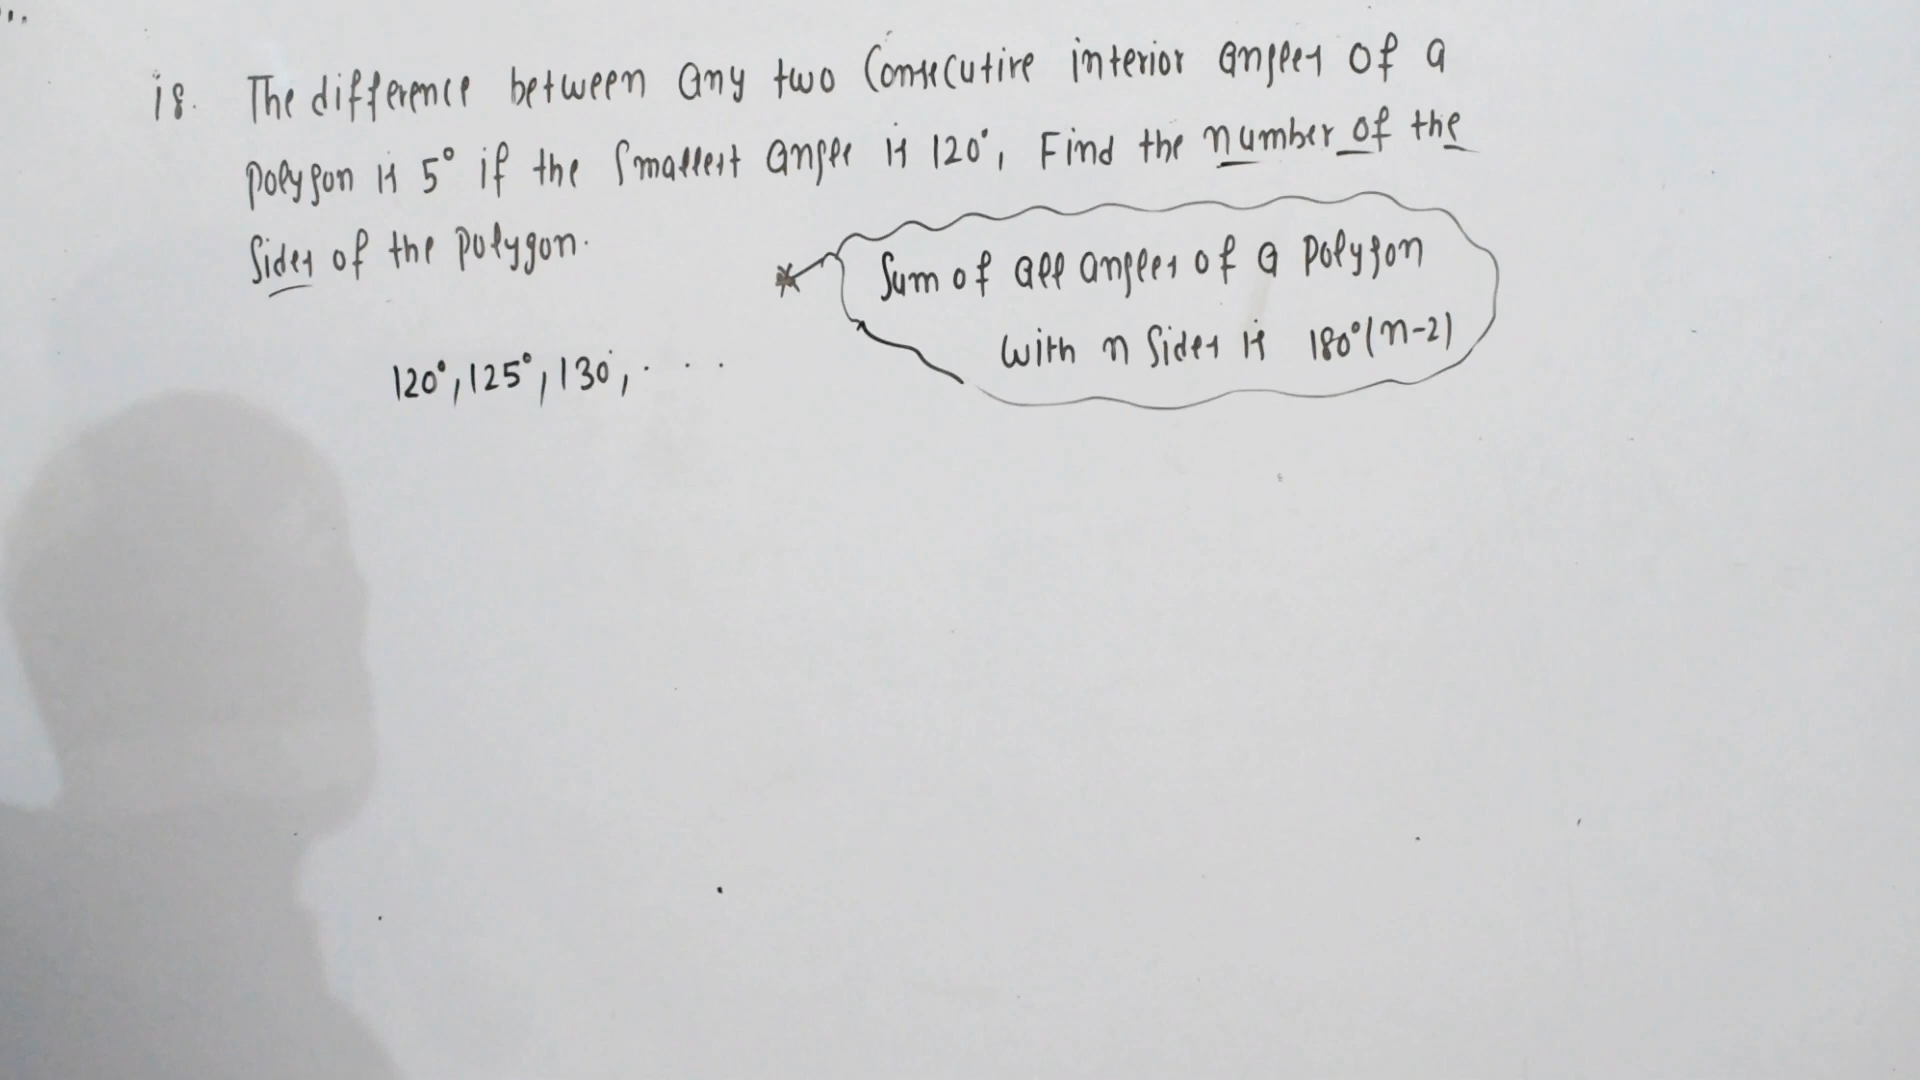 18. The difference between any two Consecutive interior angles of a
polygon is 5° if the smallest angle is 120°, Find the number of the
Sides of the polygon.
Sum of all angles of a polygon
with n sides is 180°(n-2)
120°, 125°, 130°, . . . .